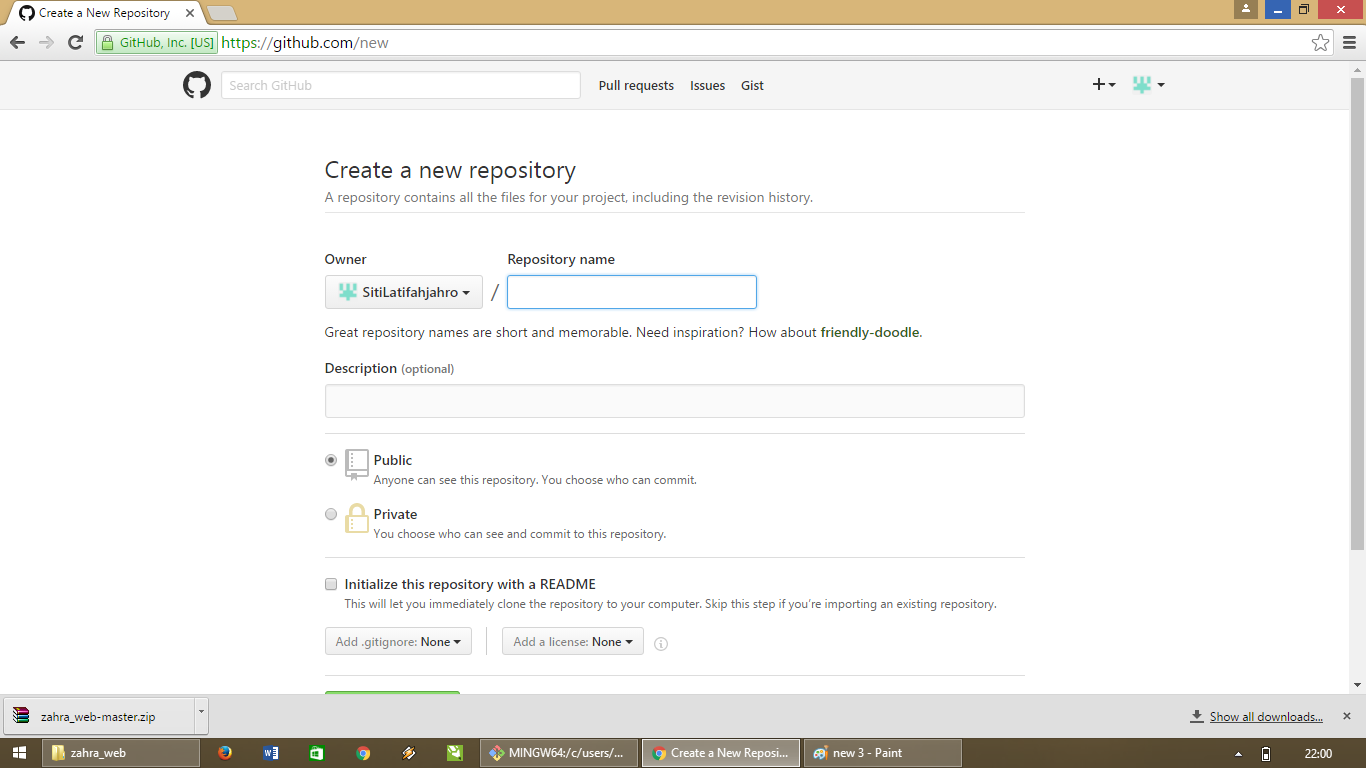 Create a New Repository
GitHub, Inc. [US] https://github.com/new
Search GitHub Pull requests Issues Gist
Create a new repository
A repository contains all the files for your project, including the revision history.
Owner Repository name
SitiLatifahjahro /
Great repository names are short and memorable. Need inspiration? How about friendly-doodle.
Description (optional)
Public
Anyone can see this repository. You choose who can commit.
Private
You choose who can see and commit to this repository.
Initialize this repository with a README
This will let you immediately clone the repository to your computer. Skip this step if you're importing an existing repository.
Add .gitignore: None Add a license: None
zahra_web-master.zip Show all downloads...
zahra_web MINGW64:/c/users/... Create a New Reposi... new 3 - Paint 22:00